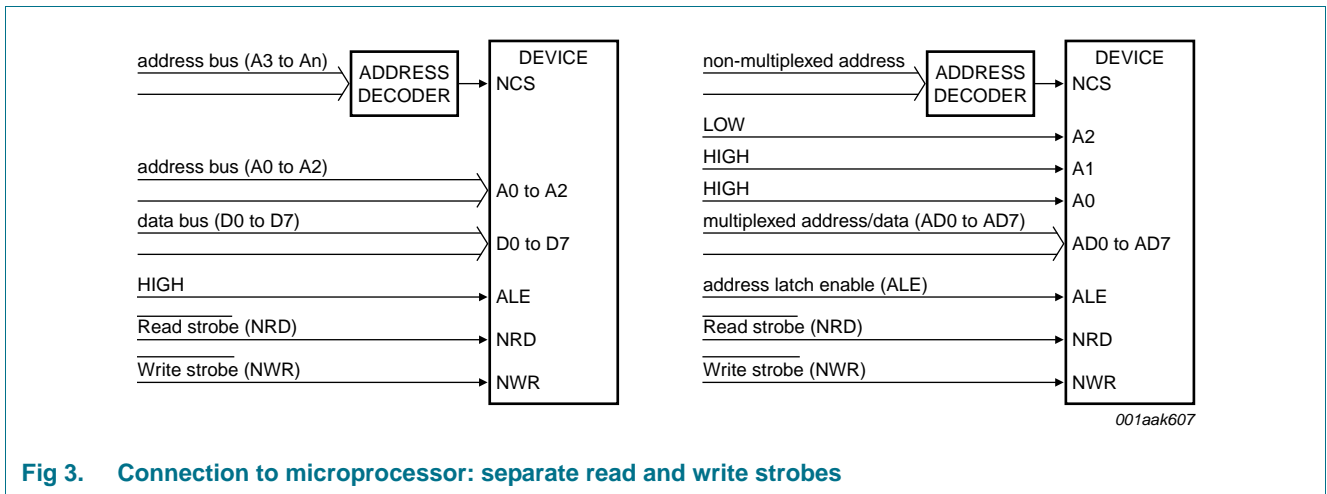 address bus (A3 to An)
ADDRESS
DECODER
DEVICE
NCS
address bus (A0 to A2)
A0 to A2
data bus (D0 to D7)
D0 to D7
HIGH
ALE
Read strobe (NRD)
NRD
Write strobe (NWR)
NWR
non-multiplexed address
ADDRESS
DECODER
DEVICE
NCS
LOW
A2
HIGH
A1
HIGH
A0
multiplexed address/data (AD0 to AD7)
AD0 to AD7
address latch enable (ALE)
ALE
Read strobe (NRD)
NRD
Write strobe (NWR)
NWR
001aak607
Fig 3. Connection to microprocessor: separate read and write strobes